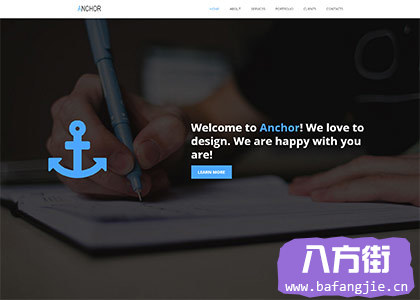 ANCHOR
HOME ABOUT SERVICES PORTFOLIO CLIENTS CONTACTS
Welcome to Anchor! We love to
design. We are happy with you
are!
LEARN MORE
八方街
www.bafangjie.cn